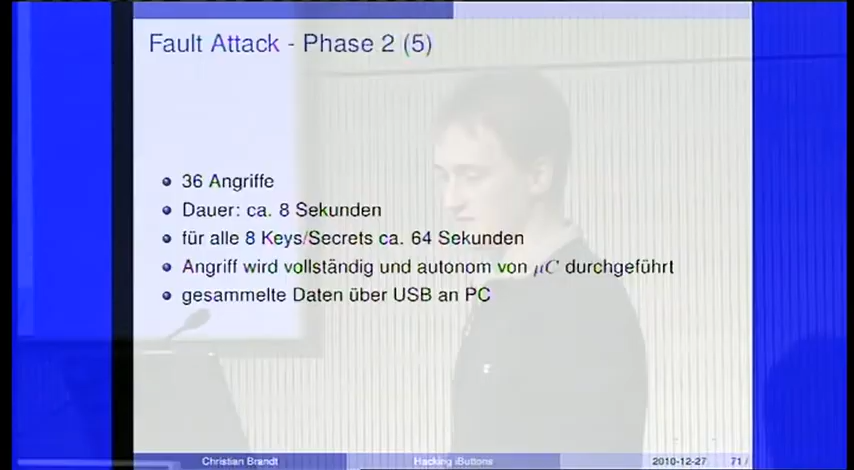 Fault Attack - Phase 2 (5)
36 Angriffe
Dauer: ca. 8 Sekunden
für alle 8 Keys/Secrets ca. 64 Sekunden
Angriff wird vollständig und autonom von μC durchgeführt
gesammelte Daten über USB an PC
Christian Brandt Hacking iButtons 2010-12-27 71 /